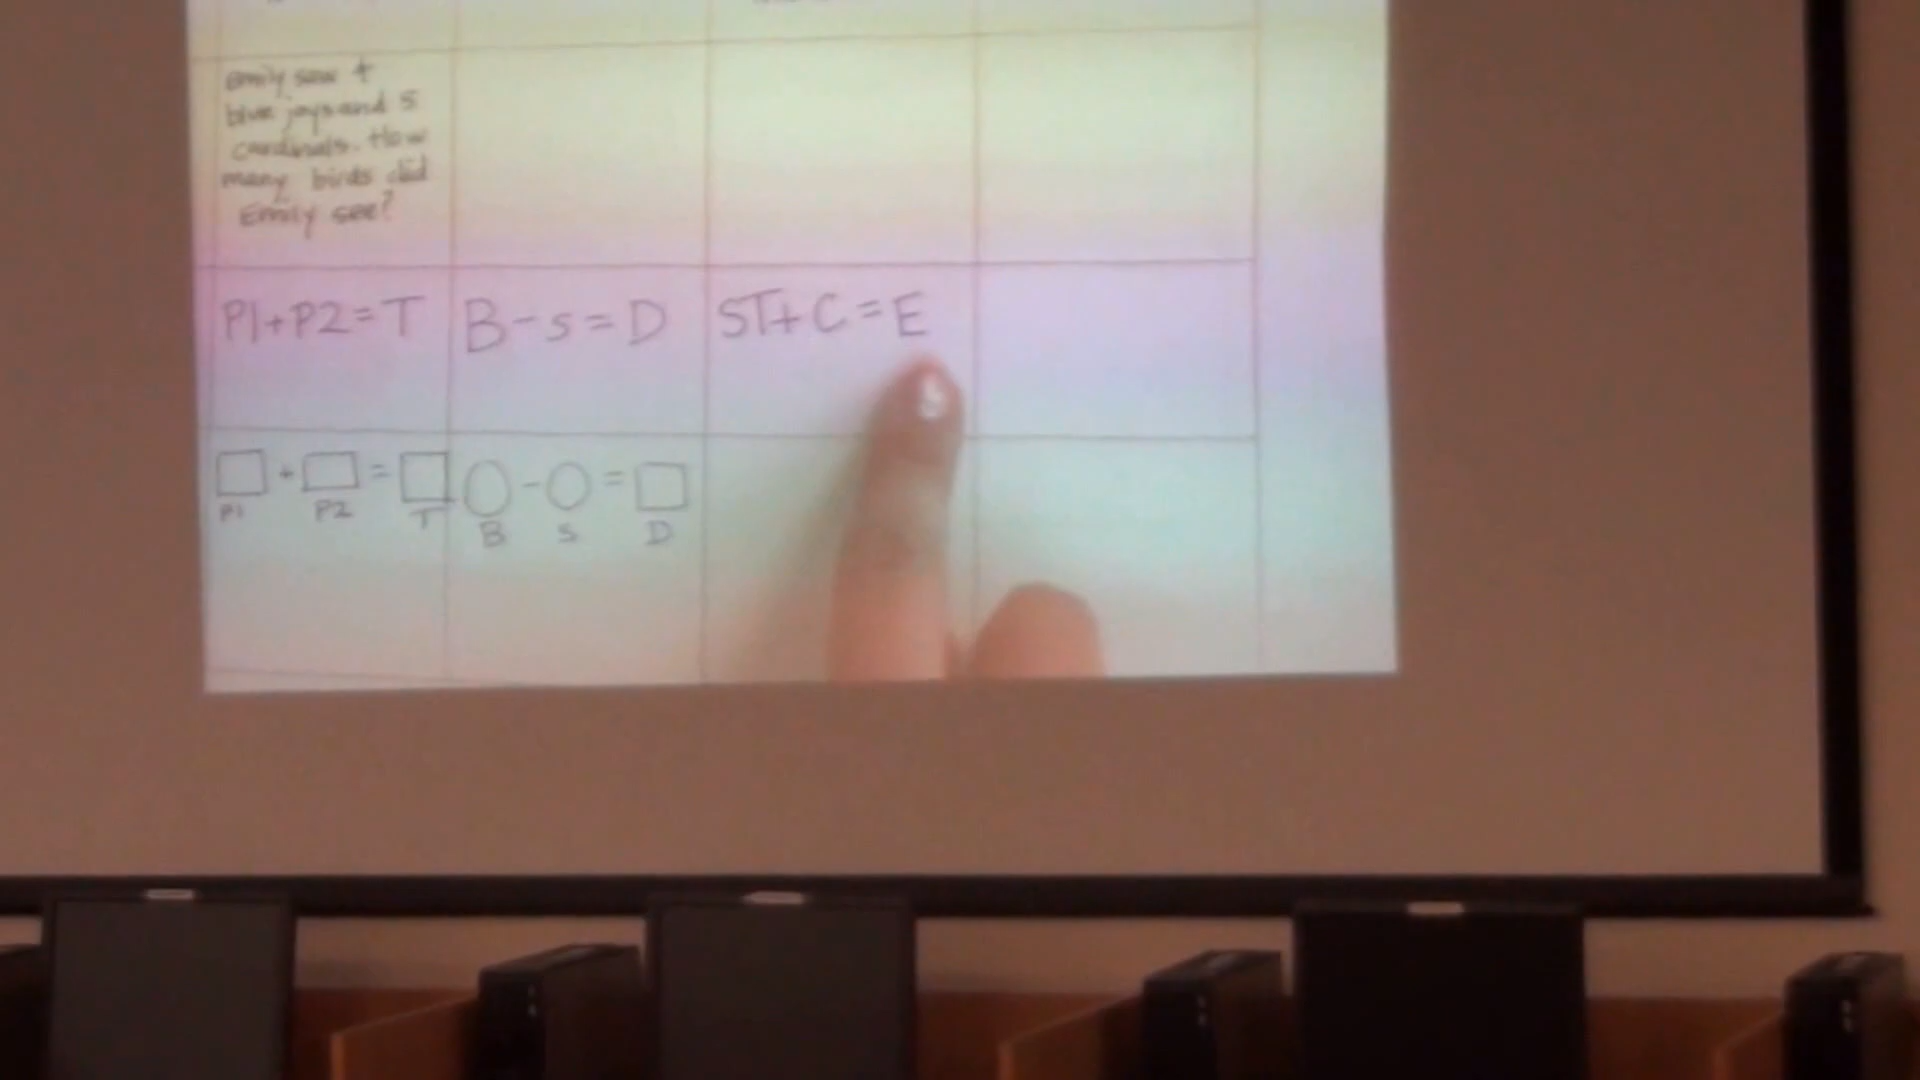 Emily saw 4
blue jays and 5
cardinals. How
many birds did
Emily see?
P1+P2=T
B-s=D
ST+C=E
+ =
P1 P2 T
- =
B S D